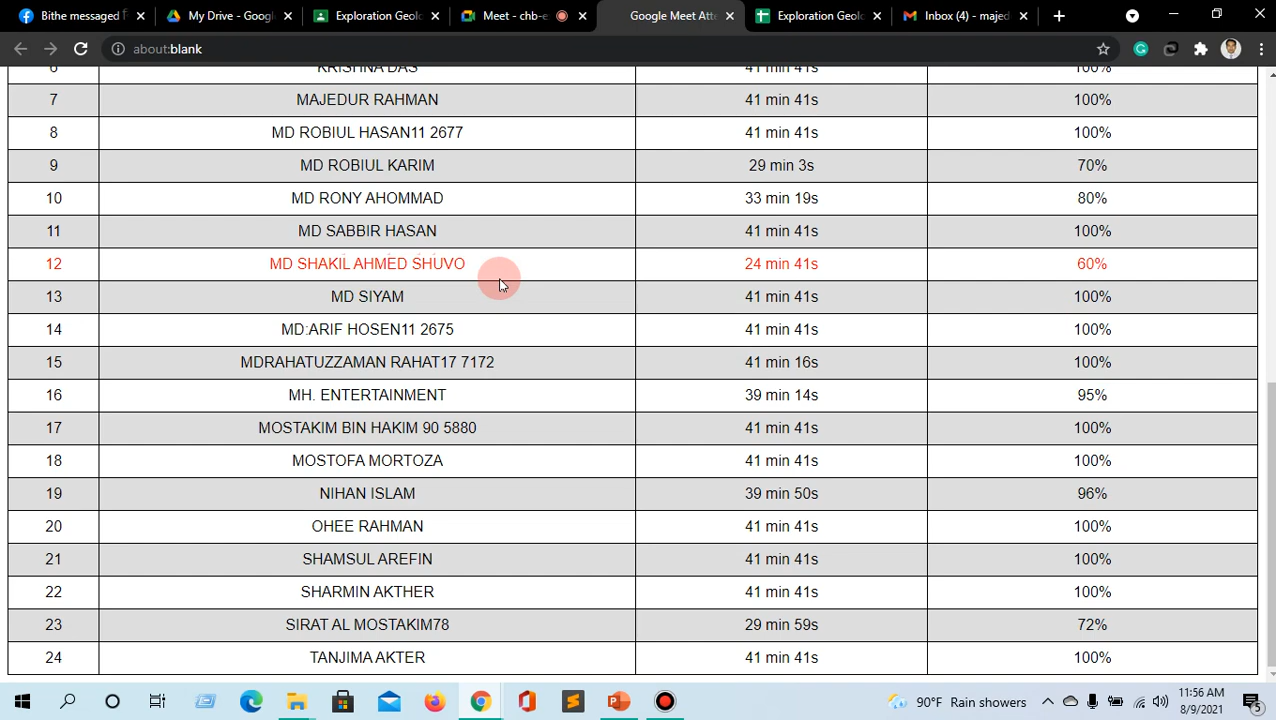 Bithe messaged f
My Drive - Google
Exploration Geolo
Meet - chb-e
Google Meet Atte
Exploration Geolo
Inbox (4) - majed
about:blank
6 KRISHNA DAS 41 min 41s 100%
7 MAJEDUR RAHMAN 41 min 41s 100%
8 MD ROBIUL HASAN11 2677 41 min 41s 100%
9 MD ROBIUL KARIM 29 min 3s 70%
10 MD RONY AHOMMAD 33 min 19s 80%
11 MD SABBIR HASAN 41 min 41s 100%
12 MD SHAKIL AHMED SHUVO 24 min 41s 60%
13 MD SIYAM 41 min 41s 100%
14 MD:ARIF HOSEN11 2675 41 min 41s 100%
15 MDRAHATUZZAMAN RAHAT17 7172 41 min 16s 100%
16 MH. ENTERTAINMENT 39 min 14s 95%
17 MOSTAKIM BIN HAKIM 90 5880 41 min 41s 100%
18 MOSTOFA MORTOZA 41 min 41s 100%
19 NIHAN ISLAM 39 min 50s 96%
20 OHEE RAHMAN 41 min 41s 100%
21 SHAMSUL AREFIN 41 min 41s 100%
22 SHARMIN AKTHER 41 min 41s 100%
23 SIRAT AL MOSTAKIM78 29 min 59s 72%
24 TANJIMA AKTER 41 min 41s 100%
90°F Rain showers
11:56 AM
8/9/2021
5